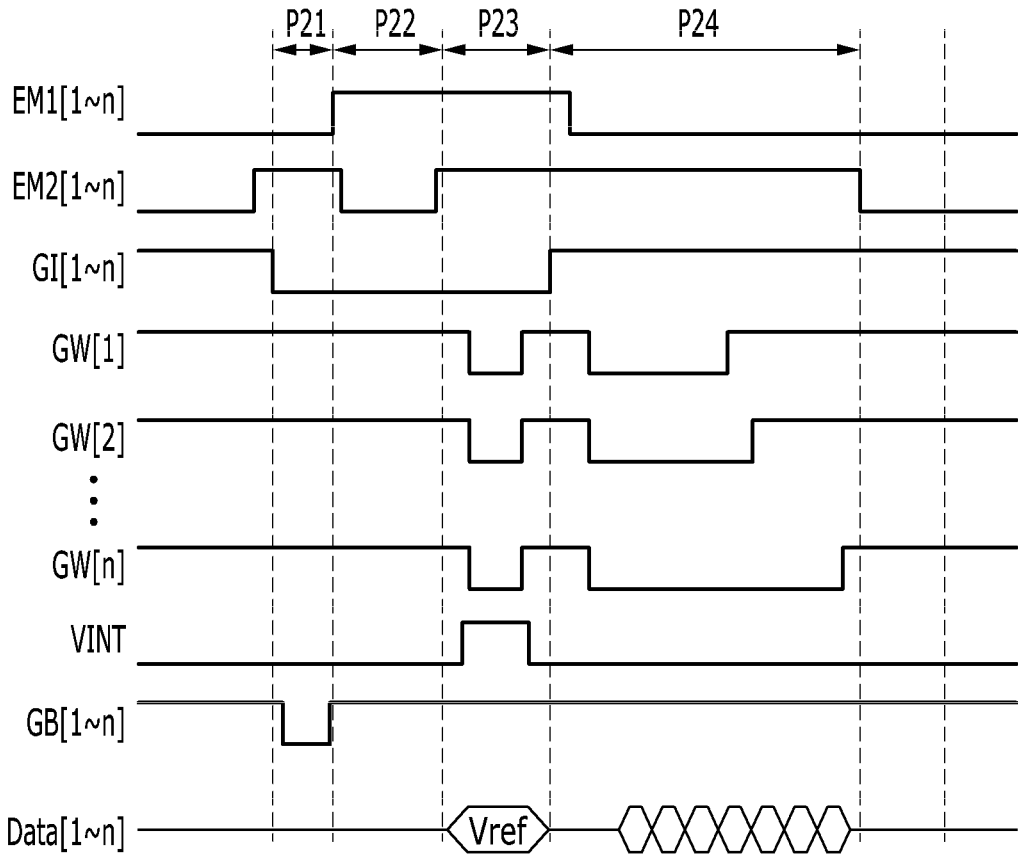 P21 P22 P23 P24
EM1[1~n]
EM2[1~n]
GI[1~n]
GW[1]
GW[2]
GW[n]
VINT
GB[1~n]
Data[1~n] Vref